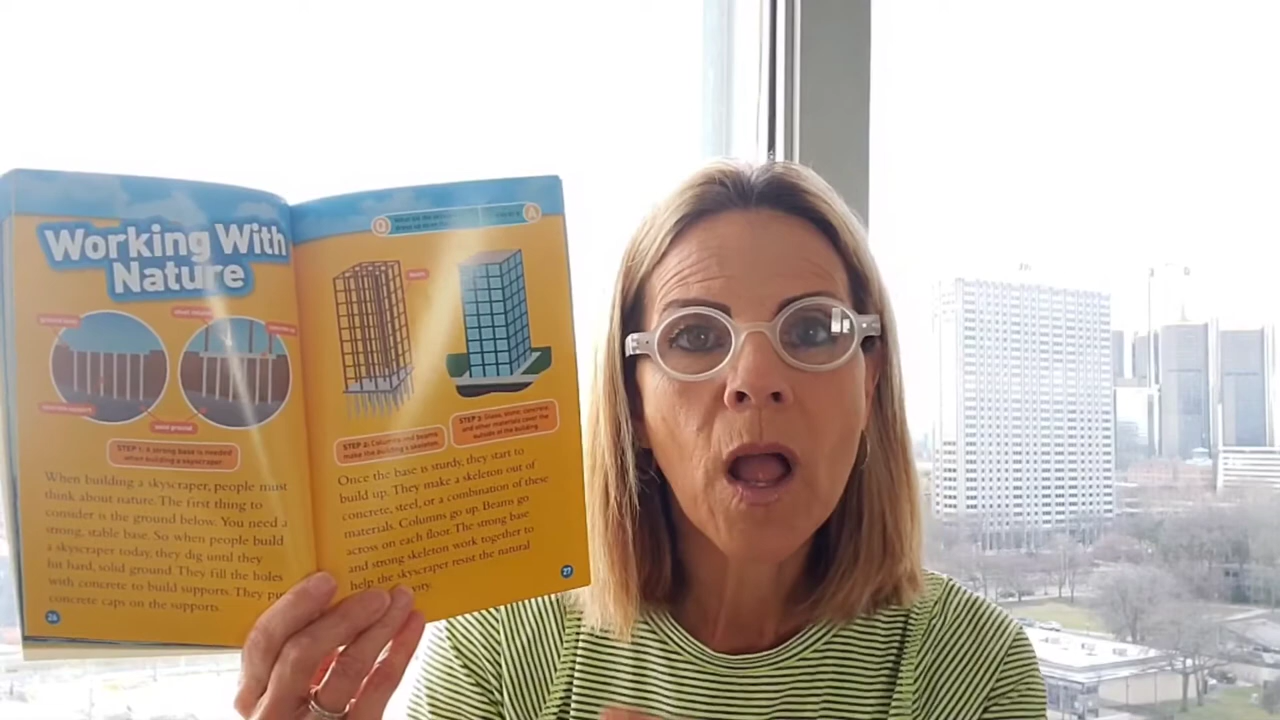 Working With
Nature
STEP 1: A strong base is needed
when building a skyscraper.
When building a skyscraper, people must
think about nature. The first thing to
consider is the ground below. You need a
strong, stable base. So when people build
a skyscraper today, they dig until they
hit hard, solid ground. They fill the holes
with concrete to build supports. They pu
concrete caps on the supports.
26
Q
A
STEP 2: Columns and beams
make the building's skeleton.
STEP 3: Glass, stone, concrete,
and other materials cover the
outside of the building.
Once the base is sturdy, they start to
build up. They make a skeleton out of
concrete, steel, or a combination of these
materials. Columns go up. Beams go
across on each floor. The strong base
and strong skeleton work together to
help the skyscraper resist the natural
27